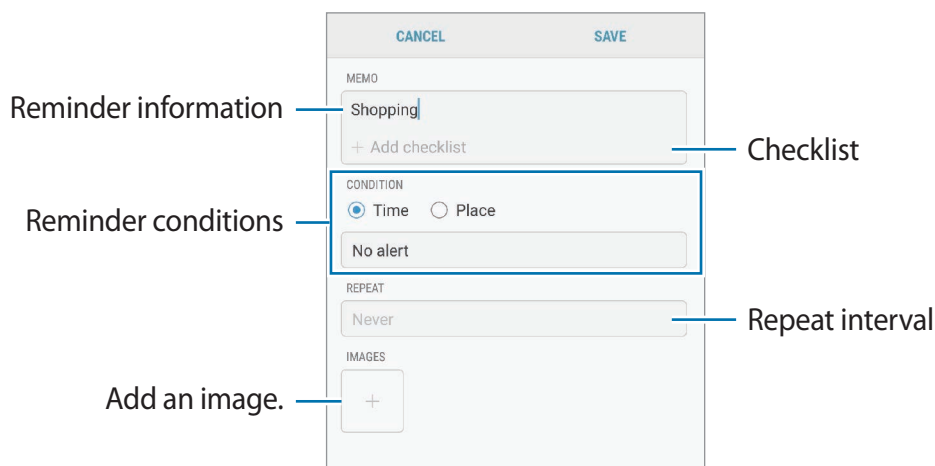 CANCEL SAVE
MEMO
Reminder information
Shopping
+ Add checklist
Checklist
CONDITION
Time Place
Reminder conditions
No alert
REPEAT
Never
Repeat interval
IMAGES
Add an image.
+